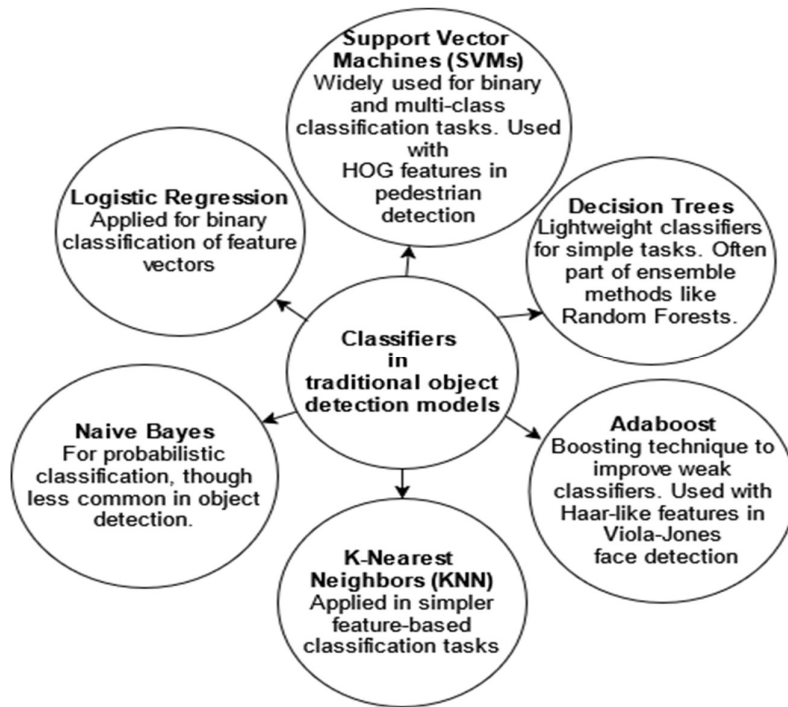 Support Vector
Machines (SVMs)
Widely used for binary
and multi-class
classification tasks. Used
with
HOG features in
pedestrian
detection
Logistic Regression
Applied for binary
classification of feature
vectors
Decision Trees
Lightweight classifiers
for simple tasks. Often
part of ensemble
methods like
Random Forests.
Classifiers
in
traditional object
detection models
Naive Bayes
For probabilistic
classification, though
less common in object
detection.
Adaboost
Boosting technique to
improve weak
classifiers. Used with
Haar-like features in
Viola-Jones
face detection
K-Nearest
Neighbors (KNN)
Applied in simpler
feature-based
classification tasks